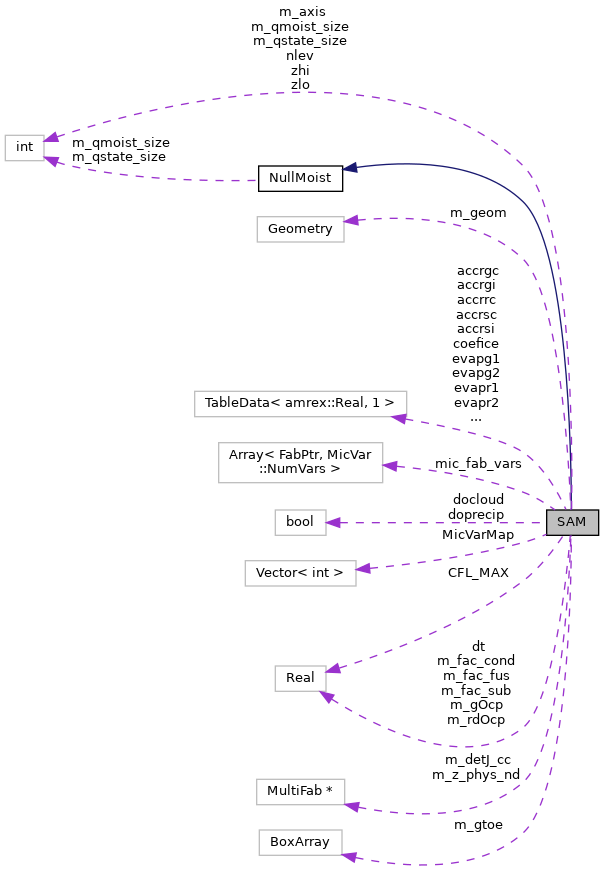 m_axis
m_qmoist_size
m_qstate_size
nlev
zhi
zlo
int
m_qmoist_size
m_qstate_size
NullMoist
m_geom
Geometry
accrgc
accrgi
accrrc
accrsc
accrsi
coefice
evapg1
evapg2
evapr1
evapr2
...
TableData< amrex::Real, 1 >
Array< FabPtr, MicVar
::NumVars >
mic_fab_vars
docloud
doprecip
bool
SAM
MicVarMap
Vector< int >
CFL_MAX
dt
m_fac_cond
m_fac_fus
m_fac_sub
m_gOcp
m_rdOcp
Real
m_detJ_cc
m_z_phys_nd
MultiFab *
m_gtoe
BoxArray